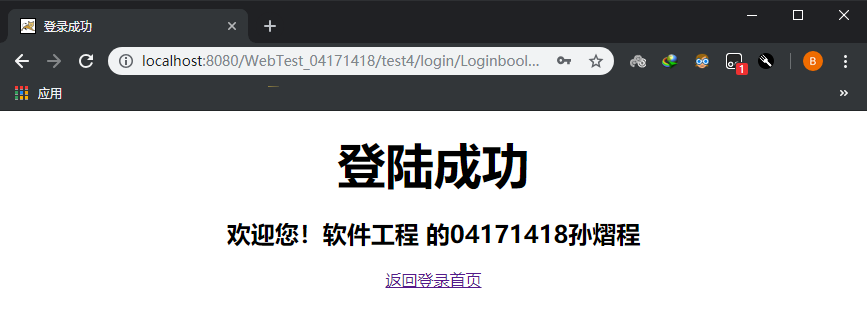 登录成功
localhost:8080/WebTest_04171418/test4/login/Loginbool...
1
B
应用
登陆成功
欢迎您！软件工程 的04171418孙熠程
返回登录首页